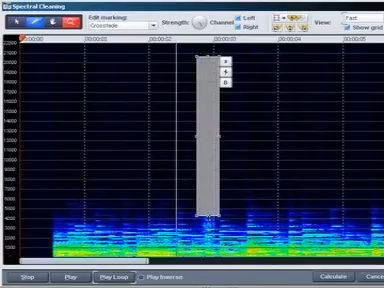 Spectral Cleaning
Edit marking:
Crossfade
Strength:
Channel
Left
Right
View:
Fast
Show grid
00:00:00
00:00:01
00:00:02
00:00:03
00:00:04
00:00:05
22000
21000
20000
19000
18000
17000
16000
15000
14000
13000
12000
11000
10000
9000
8000
7000
6000
5000
4000
3000
2000
1000
Stop
Play
Play Loop
Play Inverse
Calculate
Cance